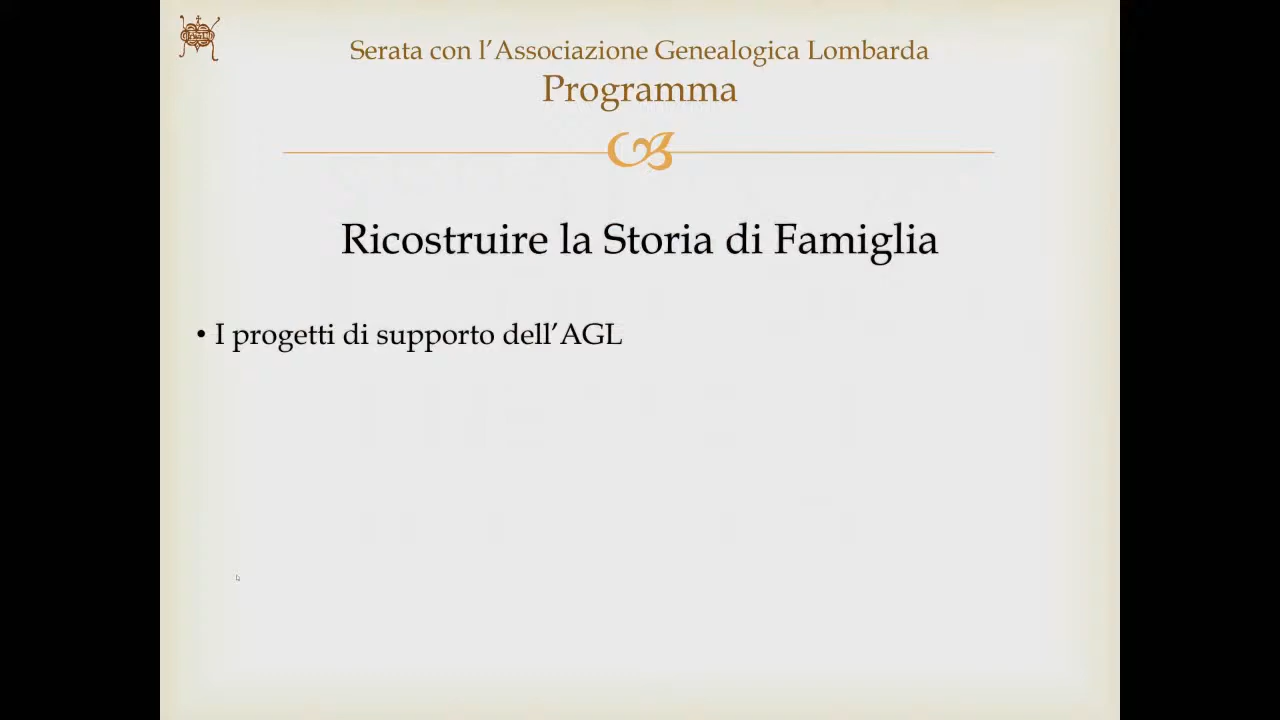 Serata con l’Associazione Genealogica Lombarda
Programma
Ricostruire la Storia di Famiglia
• I progetti di supporto dell’AGL